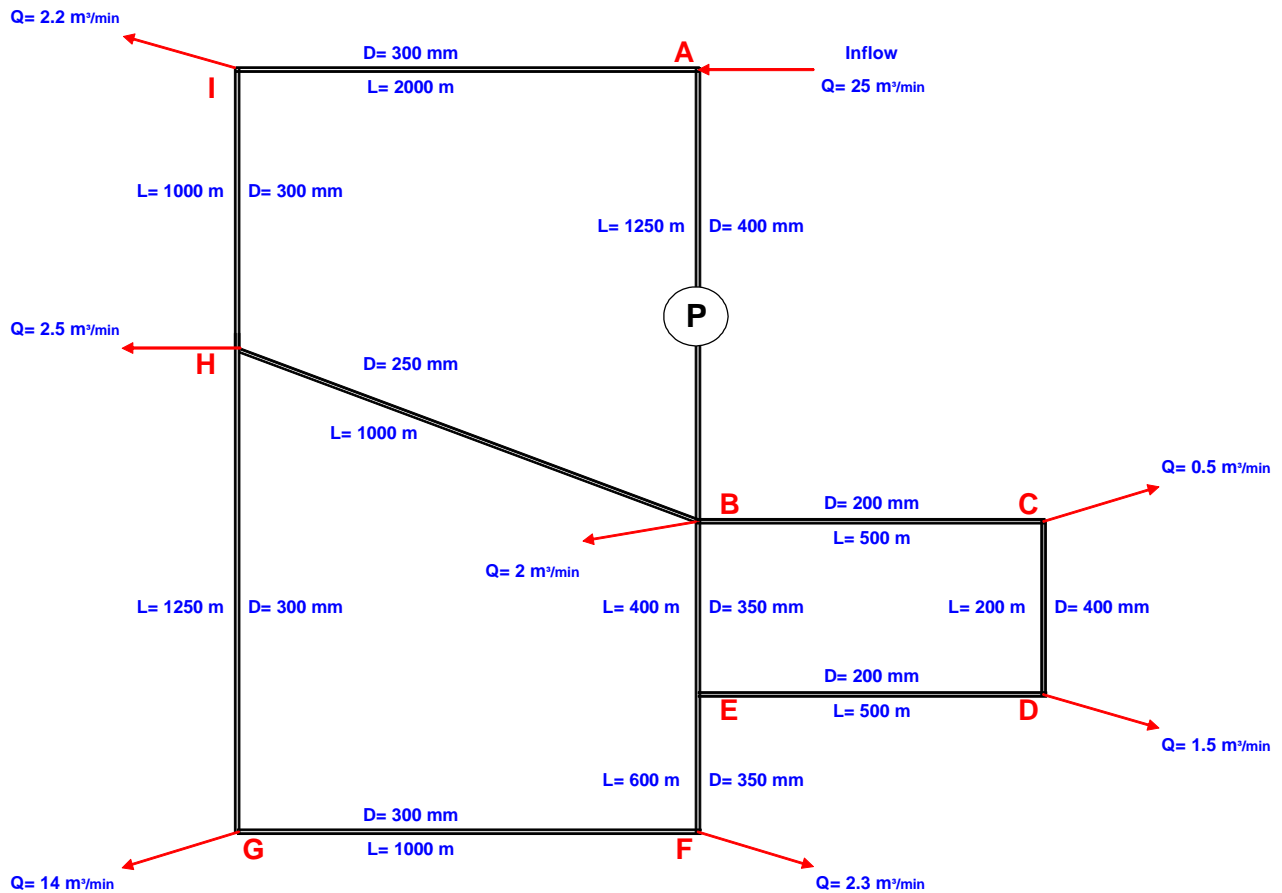 Q= 2.2 m³/min
D= 300 mm
A
Inflow
I
L= 2000 m
Q= 25 m³/min
L= 1000 m
D= 300 mm
L= 1250 m
D= 400 mm
P
Q= 2.5 m³/min
H
D= 250 mm
L= 1000 m
Q= 0.5 m³/min
B
D= 200 mm
C
L= 500 m
Q= 2 m³/min
L= 1250 m
D= 300 mm
L= 400 m
D= 350 mm
L= 200 m
D= 400 mm
D= 200 mm
E
L= 500 m
D
Q= 1.5 m³/min
L= 600 m
D= 350 mm
D= 300 mm
G
L= 1000 m
F
Q= 14 m³/min
Q= 2.3 m³/min